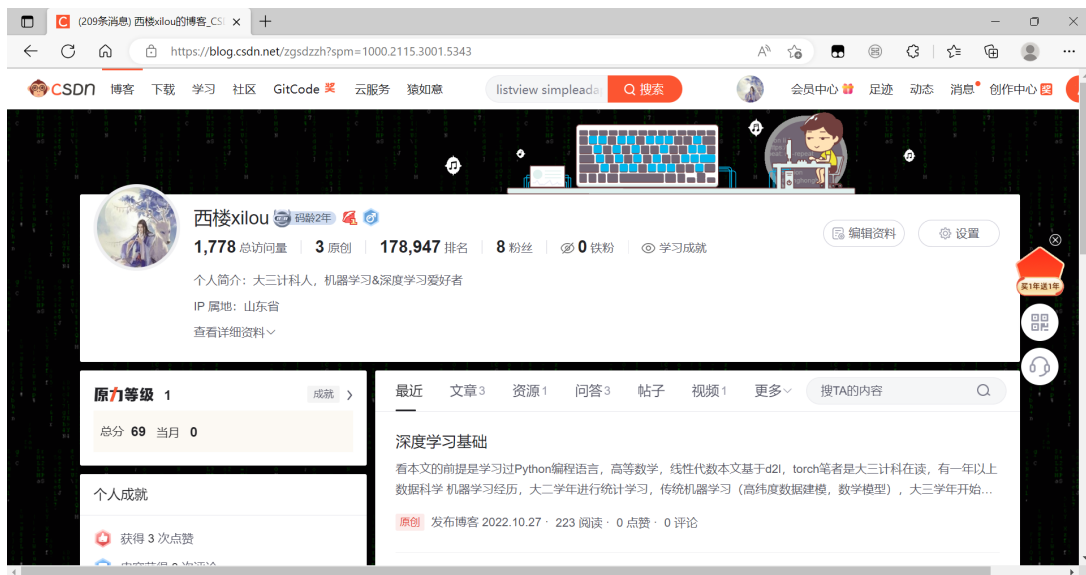 (209条消息) 西楼xilou的博客_CS
https://blog.csdn.net/zgsdzzh?spm=1000.2115.3001.5343
CSDN 博客 下载 学习 社区 GitCode 奖 云服务 猿如意 listview simpleada 搜索 会员中心 足迹 动态 消息 创作中心 奖
西楼xilou 码龄2年
1,778 总访问量 3 原创 178,947 排名 8 粉丝 0 铁粉 学习成就
编辑资料 设置
个人简介：大三计科人，机器学习&深度学习爱好者
IP 属地：山东省
查看详细资料
买1年送1年
原力等级 1 成就
总分 69 当月 0
个人成就
获得 3 次点赞
最近 文章3 资源1 问答3 帖子 视频1 更多 搜TA的内容
深度学习基础
看本文的前提是学习过Python编程语言，高等数学，线性代数本文基于d2l，torch笔者是大三计科在读，有一年以上
数据科学 机器学习经历，大二学年进行统计学习，传统机器学习（高纬度数据建模，数学模型），大三学年开始...
原创 发布博客 2022.10.27 · 223 阅读 · 0 点赞 · 0 评论